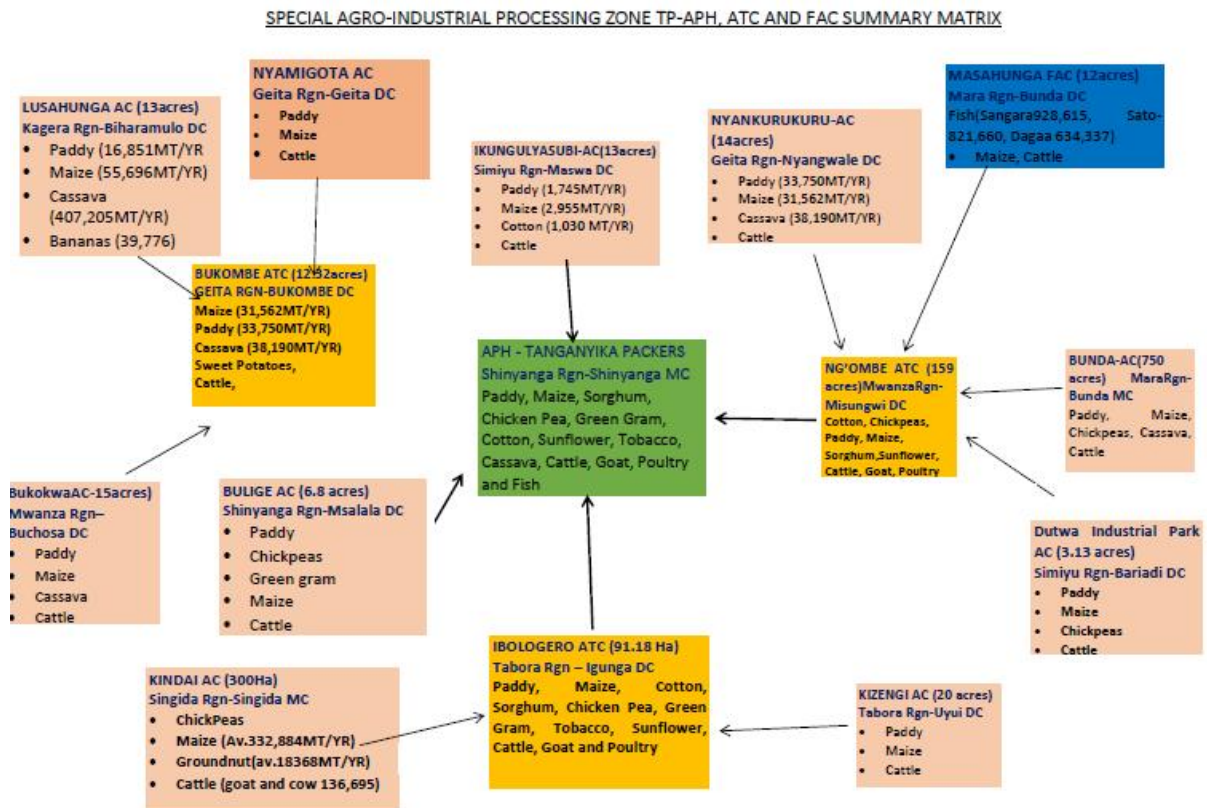 SPECIAL AGRO-INDUSTRIAL PROCESSING ZONE TP-APH, ATC AND FAC SUMMARY MATRIX
LUSAHUNGA AC (13acres)
Kagera Rgn-Biharamulo DC
• Paddy (16,851MT/YR
• Maize (55,696MT/YR)
• Cassava
(407,205MT/YR)
• Bananas (39,776)
NYAMIGOTA AC
Geita Rgn-Geita DC
• Paddy
• Maize
• Cattle
IKUNGULYASUBI-AC(13acres)
Simiyu Rgn-Maswa DC
• Paddy (1,745MT/YR)
• Maize (2,955MT/YR)
• Cotton (1,030 MT/YR)
• Cattle
NYANKURUKURU-AC
(14acres)
Geita Rgn-Nyangwale DC
• Paddy (33,750MT/YR)
• Maize (31,562MT/YR)
• Cassava (38,190MT/YR)
• Cattle
MASAHUNGA FAC (12acres)
Mara Rgn-Bunda DC
Fish(Sangara928,615, Sato-
821,660, Dagaa 634,337)
• Maize, Cattle
BUKOMBE ATC (12.32acres)
GEITA RGN-BUKOMBE DC
Maize (31,562MT/YR)
Paddy (33,750MT/YR)
Cassava (38,190MT/YR)
Sweet Potatoes,
Cattle,
APH - TANGANYIKA PACKERS
Shinyanga Rgn-Shinyanga MC
Paddy, Maize, Sorghum,
Chicken Pea, Green Gram,
Cotton, Sunflower, Tobacco,
Cassava, Cattle, Goat, Poultry
and Fish
NG'OMBE ATC (159
acres)MwanzaRgn-
Misungwi DC
Cotton, Chickpeas,
Paddy, Maize,
Sorghum,Sunflower,
Cattle, Goat, Poultry
BUNDA-AC(750
acres) MaraRgn-
Bunda MC
Paddy, Maize,
Chickpeas, Cassava,
Cattle
BukokwaAC-15acres)
Mwanza Rgn–
Buchosa DC
• Paddy
• Maize
• Cassava
• Cattle
BULIGE AC (6.8 acres)
Shinyanga Rgn-Msalala DC
• Paddy
• Chickpeas
• Green gram
• Maize
• Cattle
Dutwa Industrial Park
AC (3.13 acres)
Simiyu Rgn-Bariadi DC
• Paddy
• Maize
• Chickpeas
• Cattle
KINDAI AC (300Ha)
Singida Rgn-Singida MC
• ChickPeas
• Maize (Av.332,884MT/YR)
• Groundnut(av.18368MT/YR)
• Cattle (goat and cow 136,695)
IBOLOGERO ATC (91.18 Ha)
Tabora Rgn – Igunga DC
Paddy, Maize, Cotton,
Sorghum, Chicken Pea, Green
Gram, Tobacco, Sunflower,
Cattle, Goat and Poultry
KIZENGI AC (20 acres)
Tabora Rgn-Uyui DC
• Paddy
• Maize
• Cattle